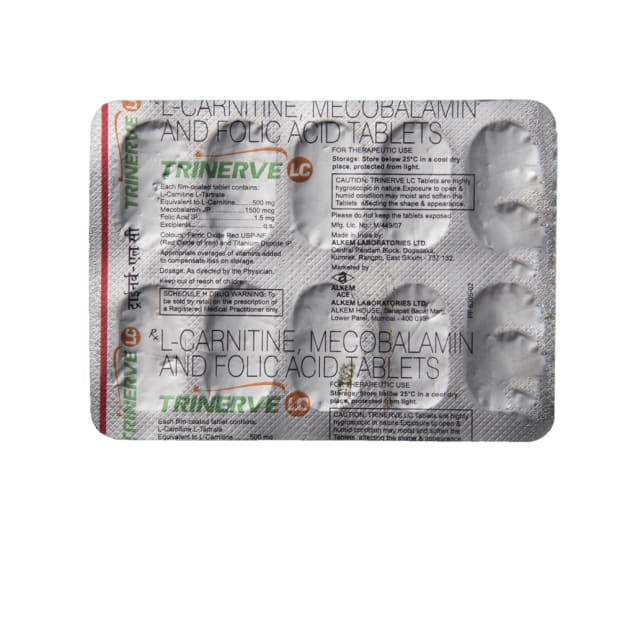 L-CARNITINE, MECOBALAMIN
AND FOLIC ACID TABLETS
TRINERVE LC
Each film-coated tablet contains:
L-Carnitine L-Tartrate
Equivalent to L-Carnitine.....500 mg
Mecobalamin JP.....1500 mcg
Folic Acid IP.....1.5 mg
Excipients.....q.s.
Colours: Ferric Oxide Red USP-NF
(Red Oxide of Iron) and Titanium Dioxide IP
Appropriate overages of vitamins added
to compensate loss on storage.
Dosage: As directed by the Physician.
Keep out of reach of children.
SCHEDULE H DRUG WARNING: To
be sold by retail on the prescription of
a Registered Medical Practitioner only.
FOR THERAPEUTIC USE
Storage: Store below 25°C in a cool dry
place, protected from light.
CAUTION: TRINERVE LC Tablets are highly
hygroscopic in nature.Exposure to open &
humid condition may moist and soften the
Tablets affecting the shape & appearance.
Please do not keep the tablets exposed
Mfg. Lic. No.: M/449/07
Made in India by:
ALKEM LABORATORIES LTD.
Central Pendam Block, Dugalakha,
Kumrek, Rangpo, East Sikkim - 737 132.
Marketed by
ALKEM
ACE
ALKEM LABORATORIES LTD.
ALKEM HOUSE, Senapati Bapat Marg,
Lower Parel, Mumbai - 400 013.
TRINERVE LC
ट्राईनर्व-एल सी
TRINERVE LC
Rx L-CARNITINE, MECOBALAMIN
AND FOLIC ACID TABLETS
TRINERVE LC
Each film-coated tablet contains:
L-Carnitine L-Tartrate
Equivalent to L-Carnitine.....500 mg
FOR THERAPEUTIC USE
Storage: Store below 25°C in a cool dry
place, protected from light.
CAUTION: TRINERVE LC Tablets are highly
hygroscopic in nature.Exposure to open &
humid condition may moist and soften the
Tablets affecting the shape & appearance